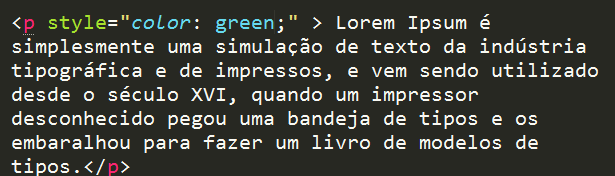 <p style="color: green;" > Lorem Ipsum é
simplesmente uma simulação de texto da indústria
tipográfica e de impressos, e vem sendo utilizado
desde o século XVI, quando um impressor
desconhecido pegou uma bandeja de tipos e os
embaralhou para fazer um livro de modelos de
tipos.</p>